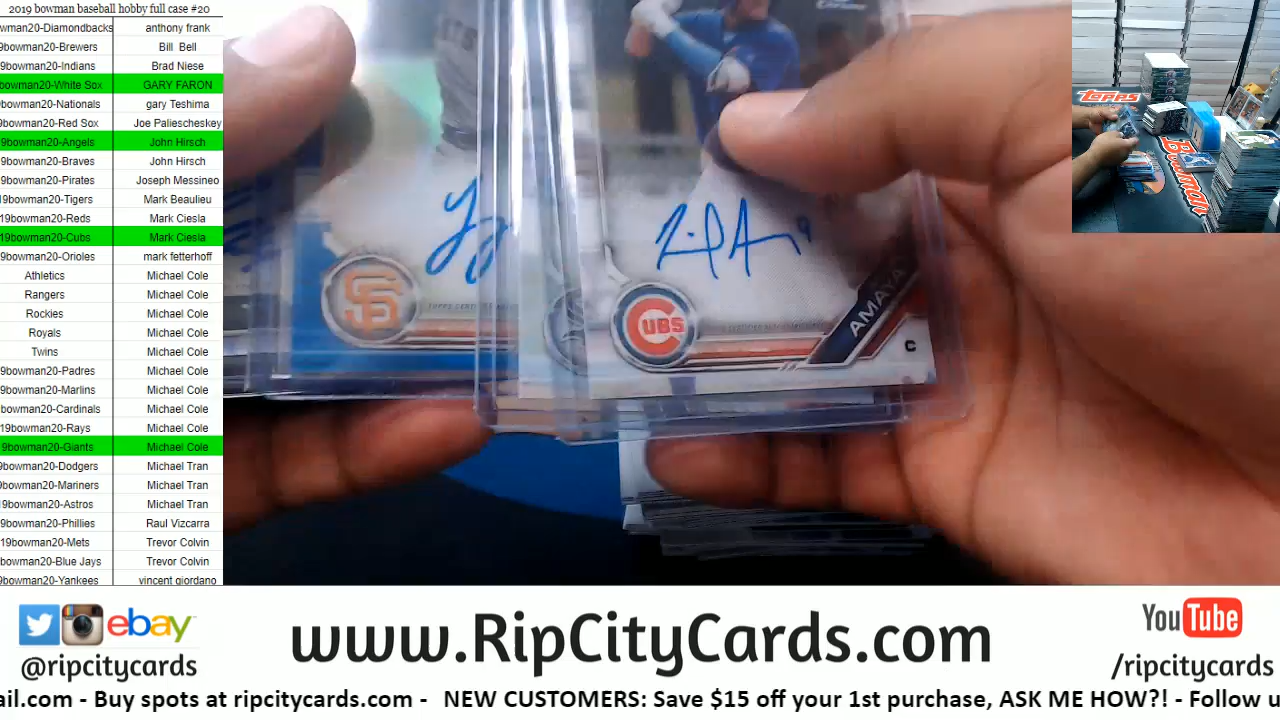 2019 bowman baseball hobby full case #20
wman20-Diamondbacks anthony frank
9bowman20-Brewers Bill Bell
19bowman20-Indians Brad Niese
bowman20-White Sox GARY FARON
bowman20-Nationals gary Teshima
9bowman20-Red Sox Joe Paliescheskey
19bowman20-Angels John Hirsch
9bowman20-Braves John Hirsch
9bowman20-Pirates Joseph Messineo
19bowman20-Tigers Mark Beaulieu
19bowman20-Reds Mark Ciesla
19bowman20-Cubs Mark Ciesla
9bowman20-Orioles mark fetterhoff
Athletics Michael Cole
Rangers Michael Cole
Rockies Michael Cole
Royals Michael Cole
Twins Michael Cole
9bowman20-Padres Michael Cole
9bowman20-Marlins Michael Cole
bowman20-Cardinals Michael Cole
19bowman20-Rays Michael Cole
9bowman20-Giants Michael Cole
9bowman20-Dodgers Michael Tran
9bowman20-Mariners Michael Tran
19bowman20-Astros Michael Tran
9bowman20-Phillies Raul Vizcarra
19bowman20-Mets Trevor Colvin
bowman20-Blue Jays Trevor Colvin
9bowman20-Yankees vincent giordano
SF
CUBS
AMAYA
C
topps
Bowman
ebay
@ripcitycards
www.RipCityCards.com
YouTube
/ripcitycards
ail.com - Buy spots at ripcitycards.com - NEW CUSTOMERS: Save $15 off your 1st purchase, ASK ME HOW?! - Follow u